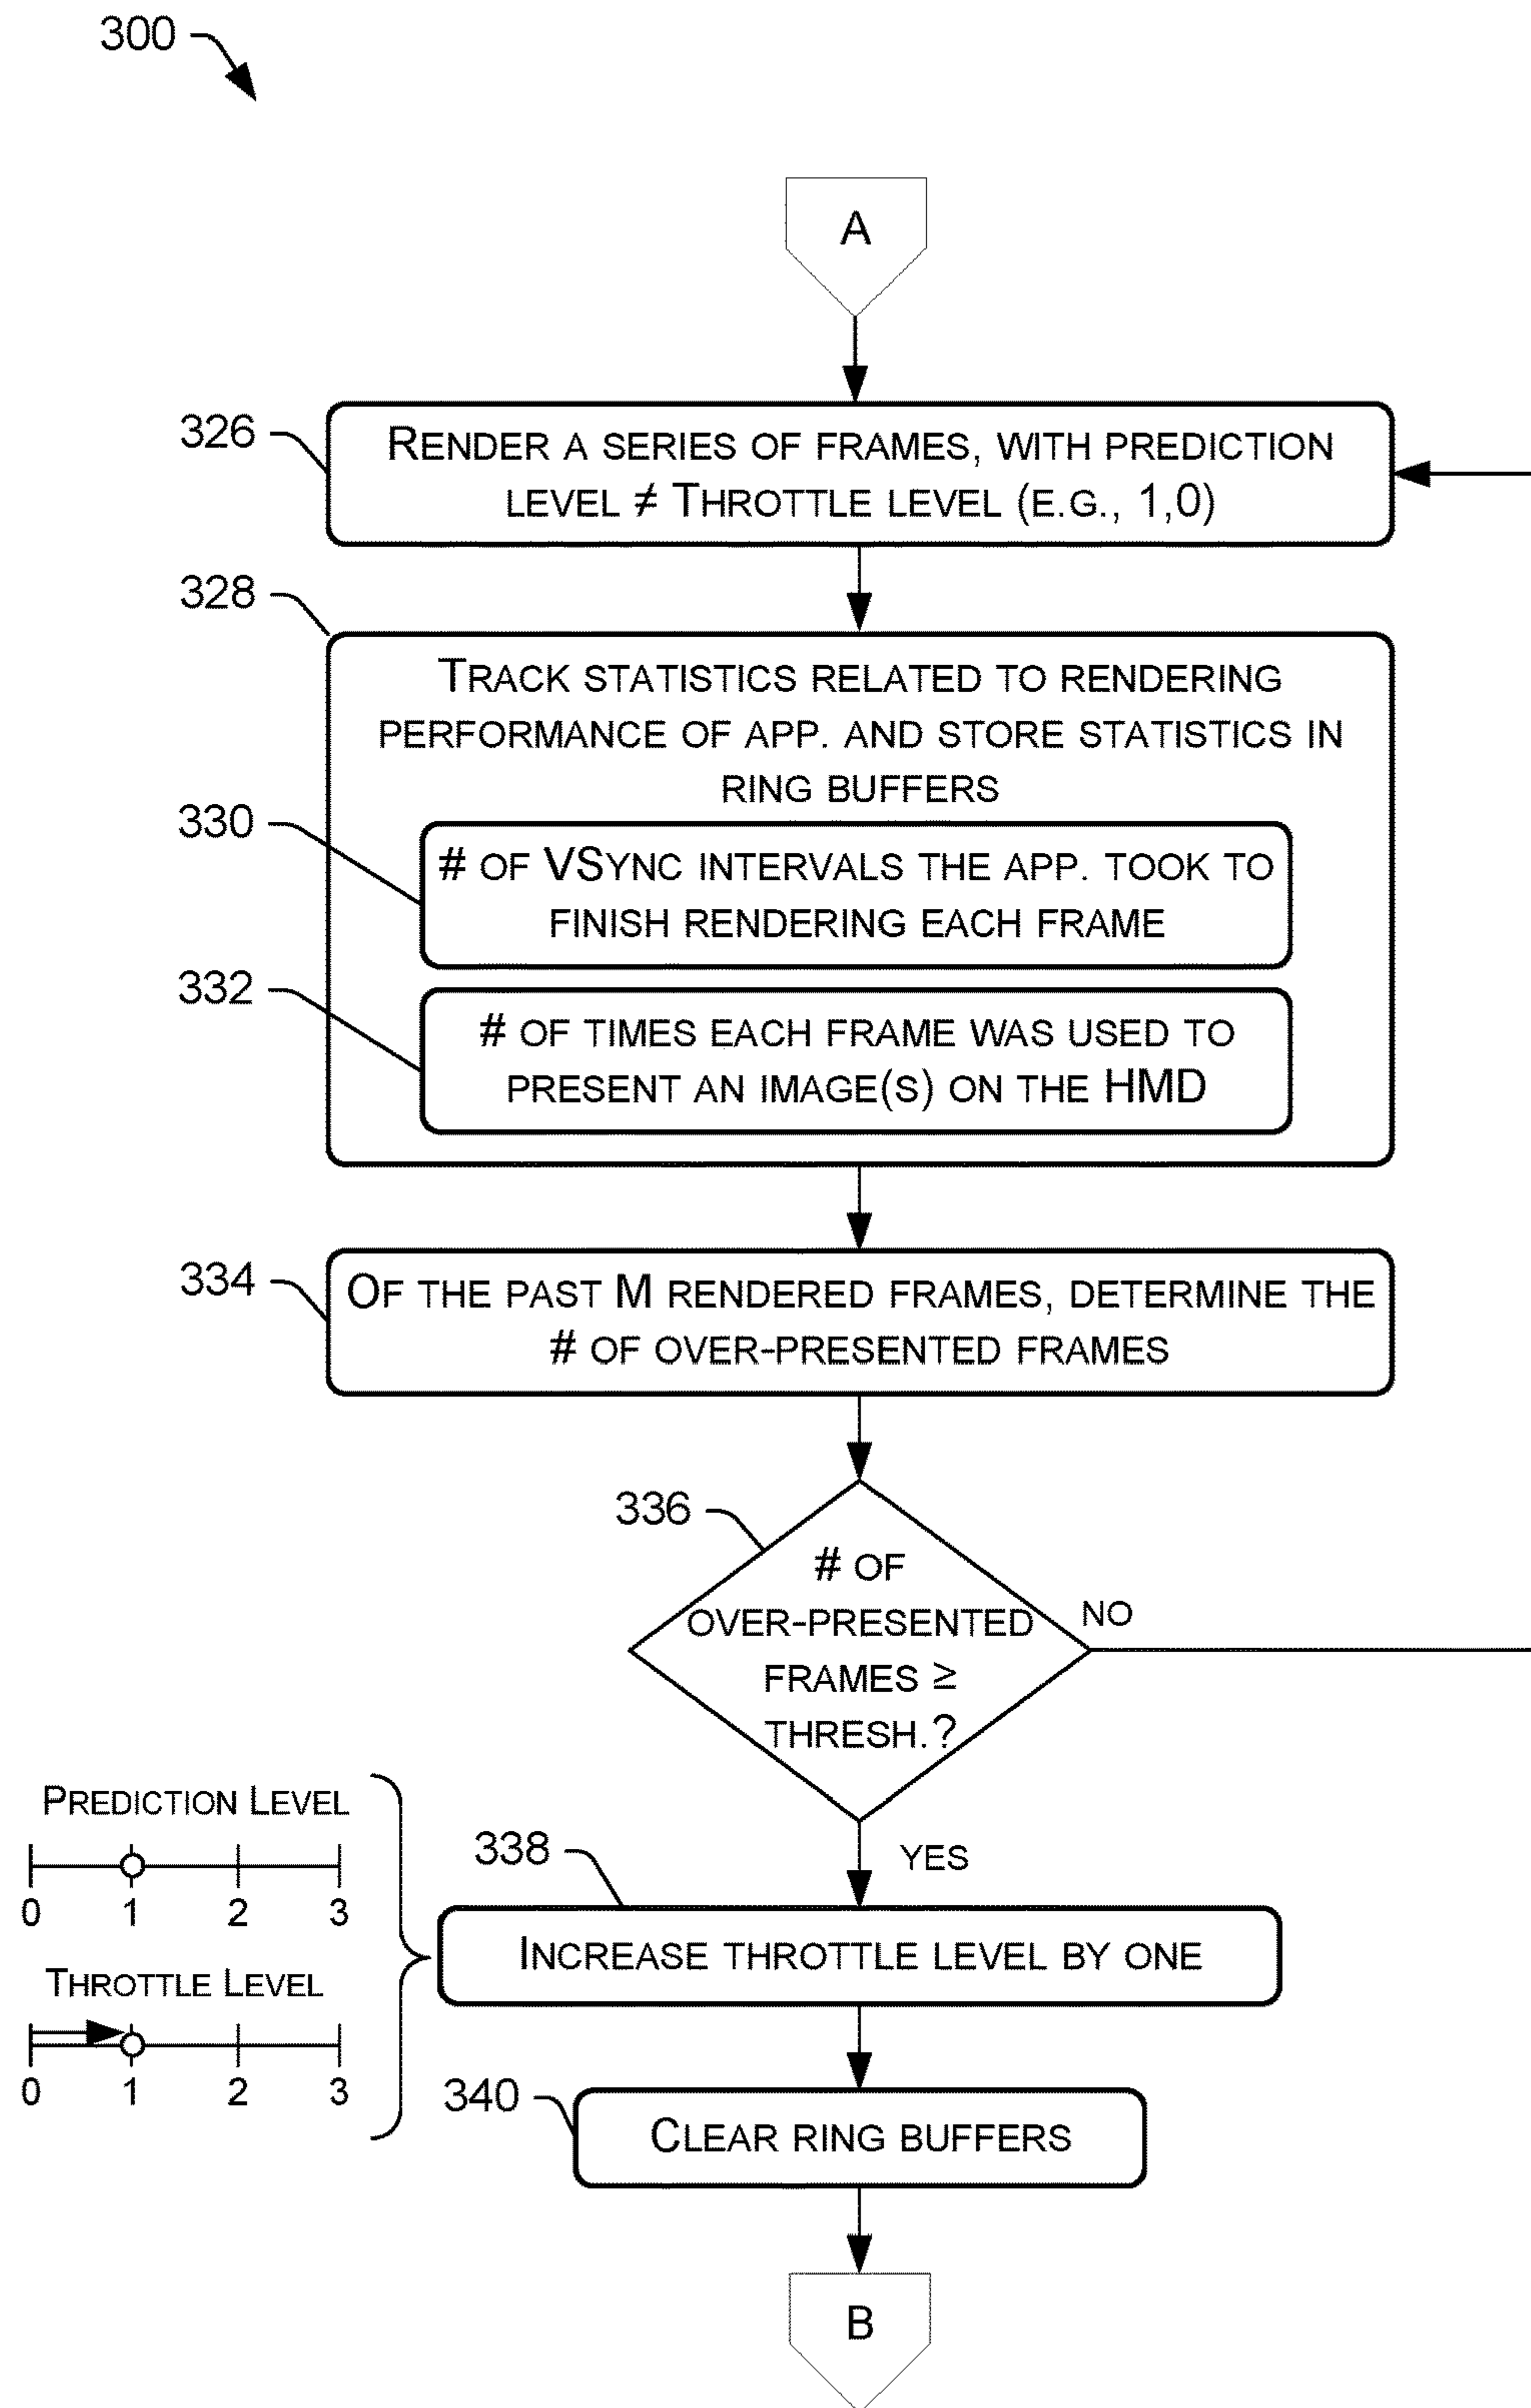 300
A
326
RENDER A SERIES OF FRAMES, WITH PREDICTION
LEVEL ≠ THROTTLE LEVEL (E.G., 1,0)
328
TRACK STATISTICS RELATED TO RENDERING
PERFORMANCE OF APP. AND STORE STATISTICS IN
RING BUFFERS
330
# OF VSYNC INTERVALS THE APP. TOOK TO
FINISH RENDERING EACH FRAME
332
# OF TIMES EACH FRAME WAS USED TO
PRESENT AN IMAGE(S) ON THE HMD
334
OF THE PAST M RENDERED FRAMES, DETERMINE THE
# OF OVER-PRESENTED FRAMES
336
# OF
OVER-PRESENTED
FRAMES ≥
THRESH.?
NO
YES
PREDICTION LEVEL
0 1 2 3
THROTTLE LEVEL
0 1 2 3
338
INCREASE THROTTLE LEVEL BY ONE
340
CLEAR RING BUFFERS
B